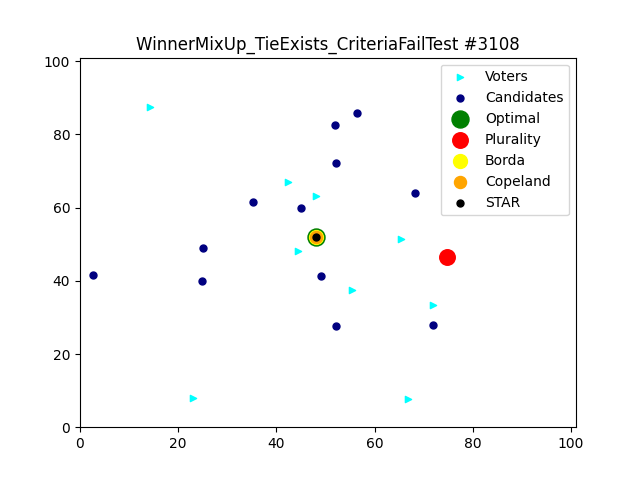 WinnerMixUp_TieExists_CriteriaFailTest #3108
100
80
60
40
20
0
0 20 40 60 80 100
Voters
Candidates
Optimal
Plurality
Borda
Copeland
STAR